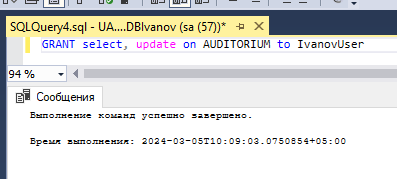 SQLQuery4.sql - UA....DBIvanov (sa (57))*
GRANT select, update on AUDITORIUM to IvanovUser
94 %
Сообщения
Выполнение команд успешно завершено.
Время выполнения: 2024-03-05T10:09:03.0750854+05:00